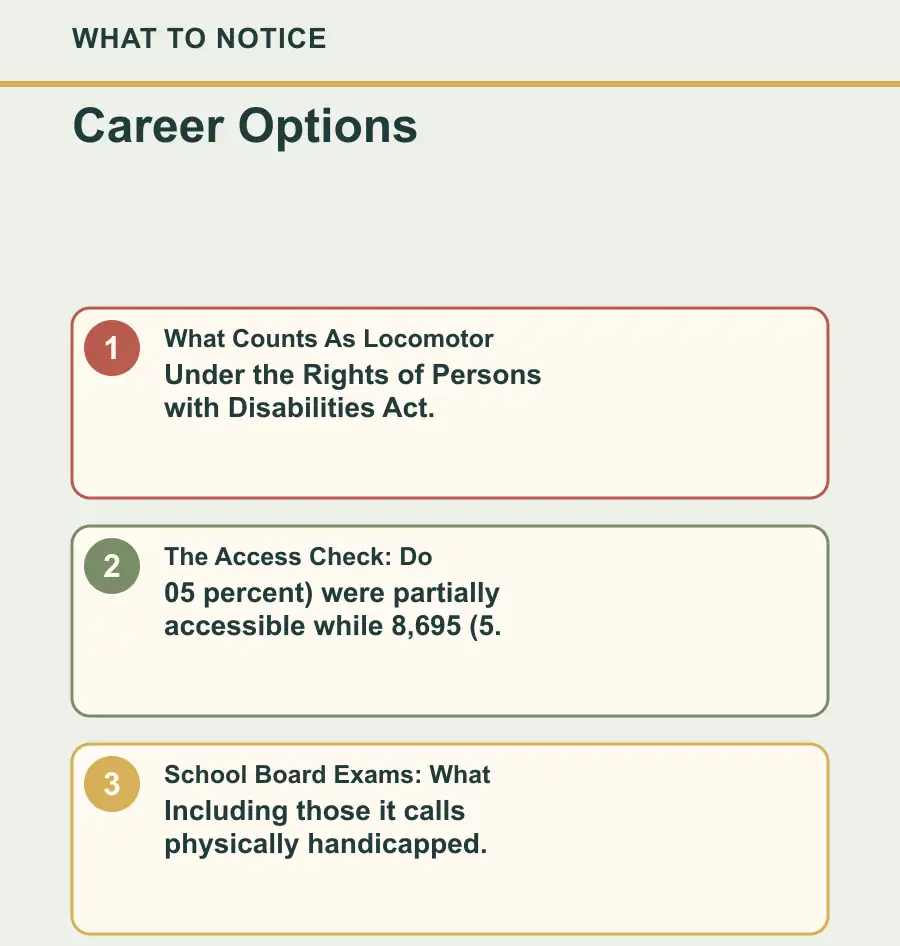 WHAT TO NOTICE
Career Options
1
What Counts As Locomotor
Under the Rights of Persons
with Disabilities Act.
2
The Access Check: Do
05 percent) were partially
accessible while 8,695 (5.
3
School Board Exams: What
Including those it calls
physically handicapped.